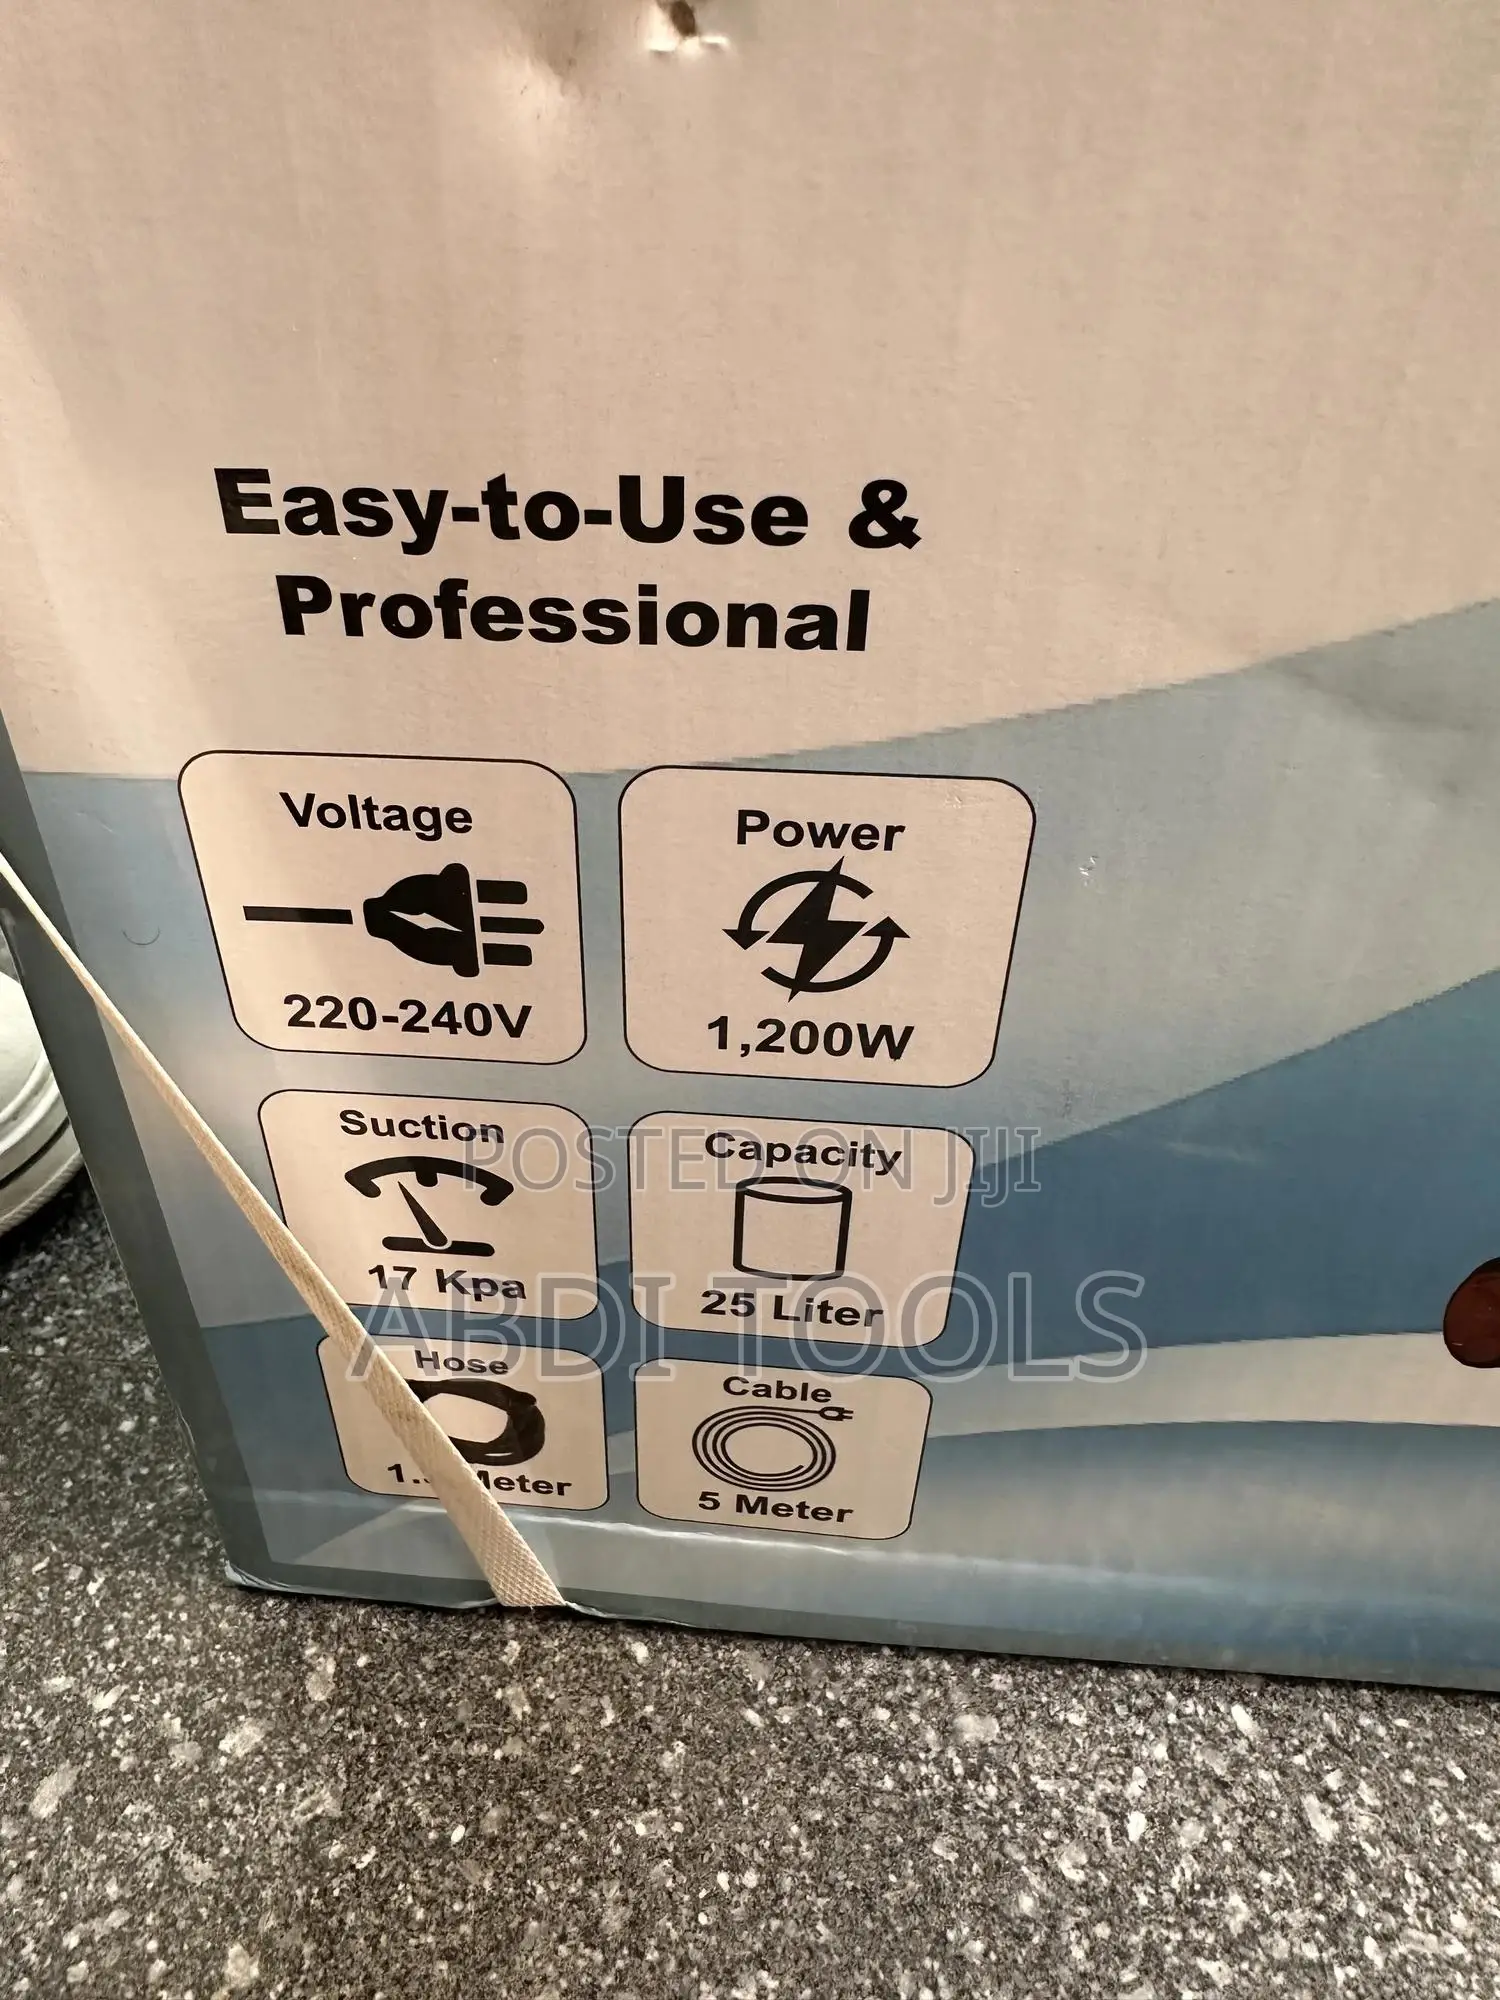 Easy-to-Use &
Professional
Voltage
220-240V
Power
1,200W
Suction
17 Kpa
Capacity
25 Liter
Hose
Meter
Cable
5 Meter
POSTED ON JIJI
ABDI TOOLS